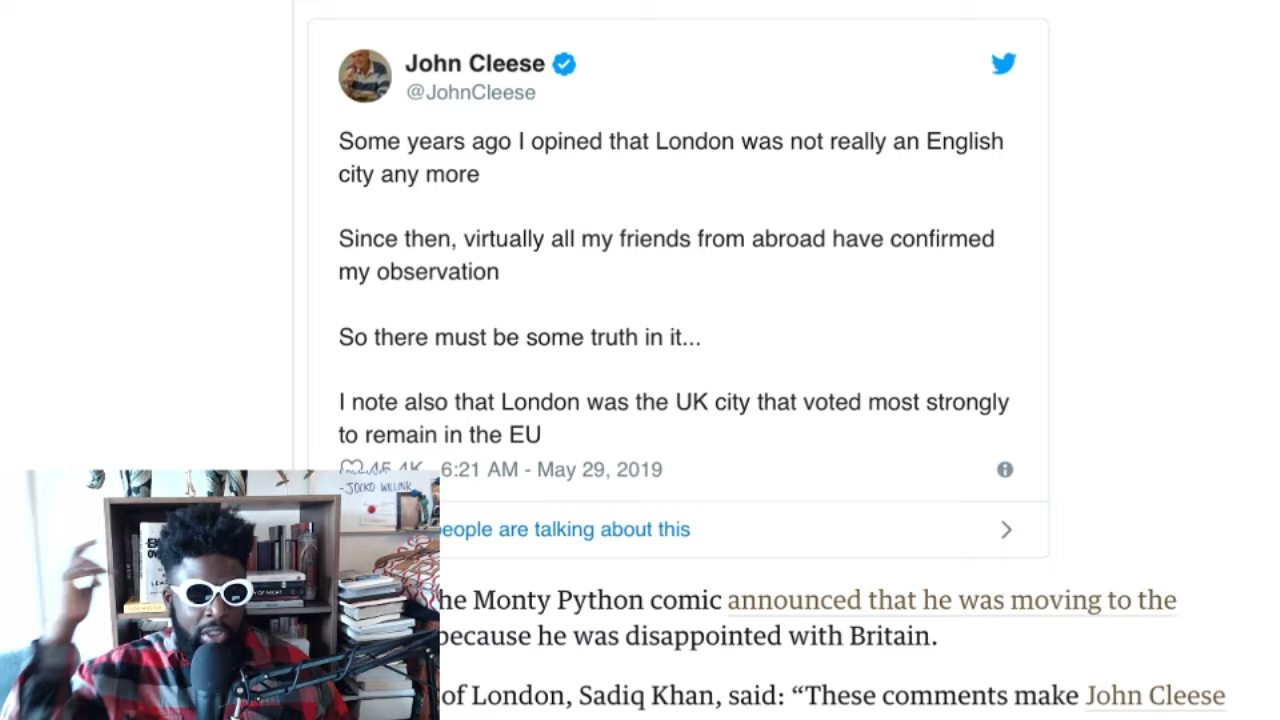 John Cleese
@JohnCleese
Some years ago I opined that London was not really an English
city any more
Since then, virtually all my friends from abroad have confirmed
my observation
So there must be some truth in it...
I note also that London was the UK city that voted most strongly
to remain in the EU
6:21 AM - May 29, 2019
people are talking about this
- JOCKO WILLINK
he Monty Python comic announced that he was moving to the
because he was disappointed with Britain.
of London, Sadiq Khan, said: “These comments make John Cleese